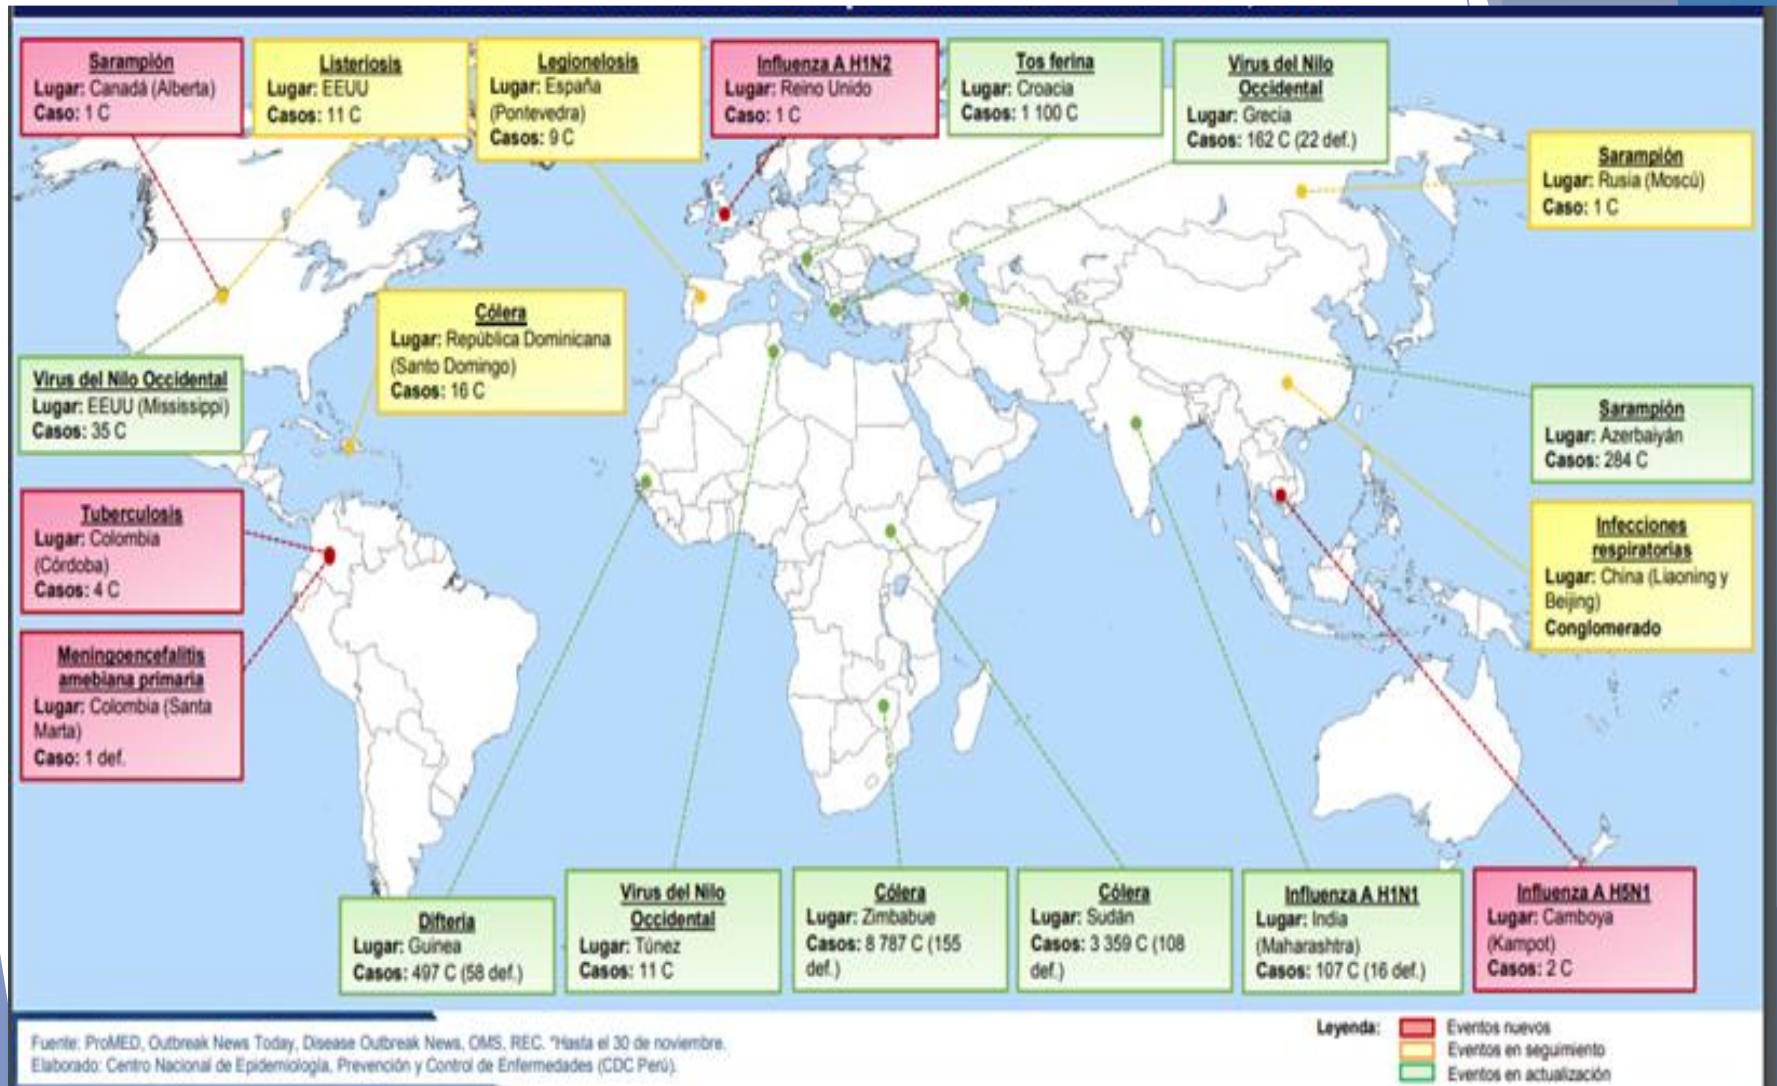 Sarampión
Lugar: Canadá (Alberta)
Caso: 1 C
Listeriosis
Lugar: EEUU
Casos: 11 C
Legionelosis
Lugar: España
(Pontevedra)
Casos: 9 C
Influenza A H1N2
Lugar: Reino Unido
Caso: 1 C
Tos ferina
Lugar: Croacia
Casos: 1 100 C
Virus del Nilo
Occidental
Lugar: Grecia
Casos: 162 C (22 def.)
Sarampión
Lugar: Rusia (Moscú)
Caso: 1 C
Cólera
Lugar: República Dominicana
(Santo Domingo)
Casos: 16 C
Virus del Nilo Occidental
Lugar: EEUU (Mississippi)
Casos: 35 C
Sarampión
Lugar: Azerbaiyán
Casos: 284 C
Tuberculosis
Lugar: Colombia
(Córdoba)
Casos: 4 C
Infecciones
respiratorias
Lugar: China (Liaoning y
Beijing)
Conglomerado
Meningoencefalitis
amebiana primaria
Lugar: Colombia (Santa
Marta)
Caso: 1 def.
Difteria
Lugar: Guinea
Casos: 497 C (58 def.)
Virus del Nilo
Occidental
Lugar: Túnez
Casos: 11 C
Cólera
Lugar: Zimbabue
Casos: 8 787 C (155
def.)
Cólera
Lugar: Sudán
Casos: 3 359 C (108
def.)
Influenza A H1N1
Lugar: India
(Maharashtra)
Casos: 107 C (16 def.)
Influenza A H5N1
Lugar: Camboya
(Kampot)
Casos: 2 C
Fuente: ProMED, Outbreak News Today, Disease Outbreak News, OMS, REC. *Hasta el 30 de noviembre.
Elaborado: Centro Nacional de Epidemiología, Prevención y Control de Enfermedades (CDC Perú).
Leyenda:
Eventos nuevos
Eventos en seguimiento
Eventos en actualización